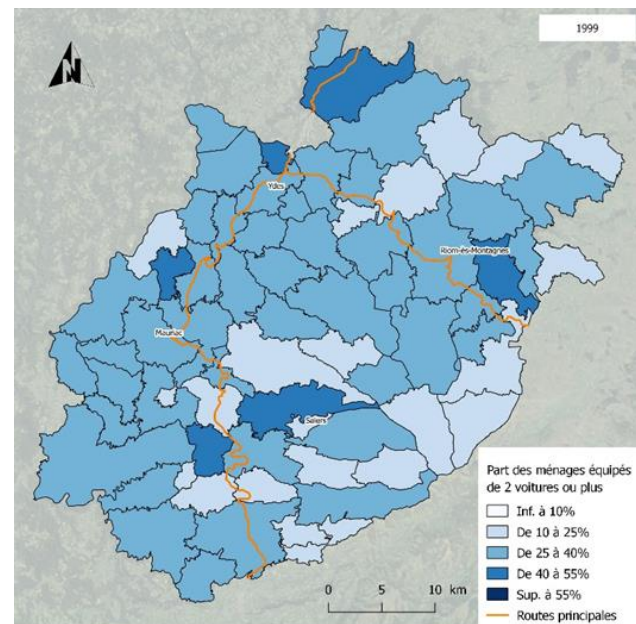 1999
N
Ydes
Riom-és-Montagnes
Mauriac
Salers
Part des ménages équipés
de 2 voitures ou plus
Inf. à 10%
De 10 à 25%
De 25 à 40%
De 40 à 55%
Sup. à 55%
Routes principales
0 5 10 km